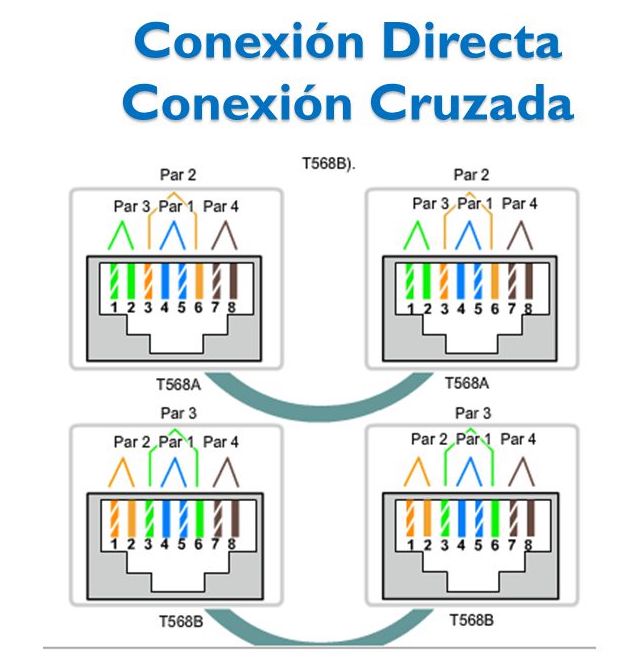 Conexión Directa
Conexión Cruzada
T568B).
Par 2
Par 3 Par 1 Par 4
1 2 3 4 5 6 7 8
T568A
Par 2
Par 3 Par 1 Par 4
1 2 3 4 5 6 7 8
T568A
Par 3
Par 2 Par 1 Par 4
1 2 3 4 5 6 7 8
T568B
Par 3
Par 2 Par 1 Par 4
1 2 3 4 5 6 7 8
T568B